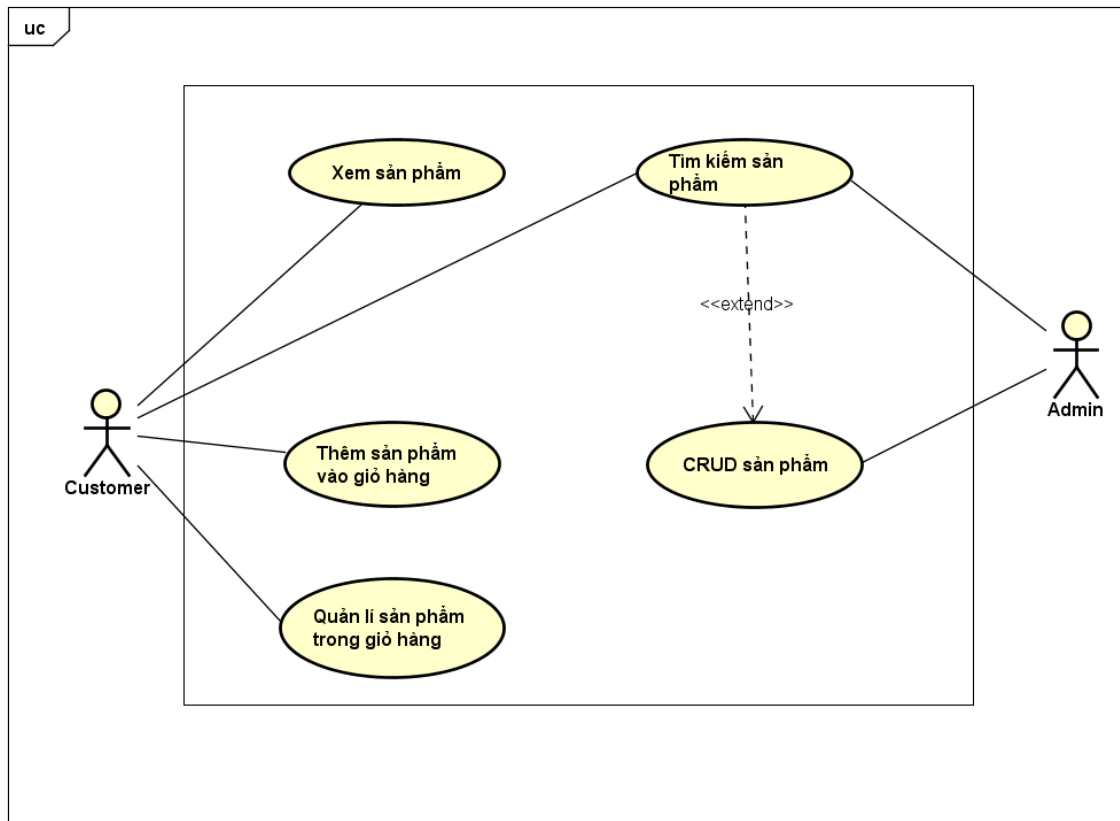 uc
Xem sản phẩm
Tìm kiếm sản
phẩm
<<extend>>
Admin
Customer
Thêm sản phẩm
vào giỏ hàng
CRUD sản phẩm
Quản lí sản phẩm
trong giỏ hàng